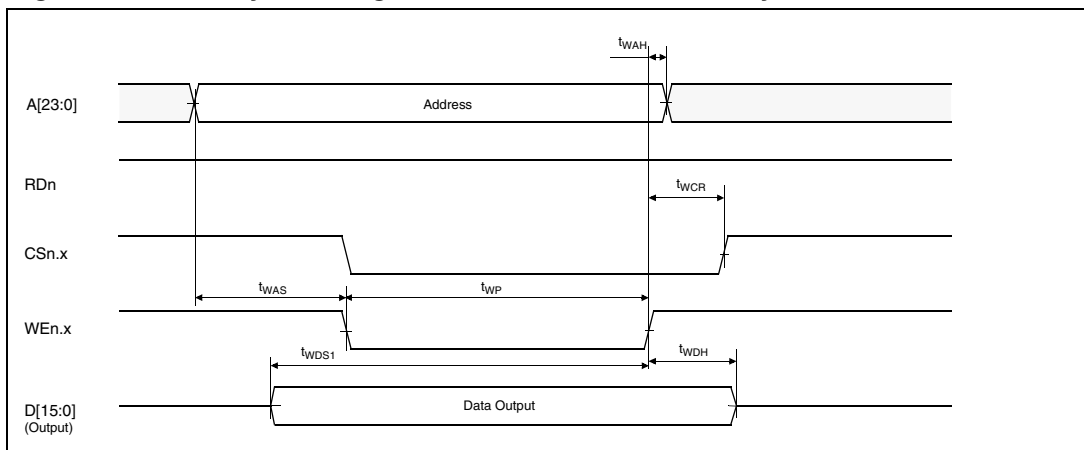 tWAH
A[23:0]
Address
RDn
tWCR
CSn.x
tWAS
tWP
WEn.x
tWDS1
tWDH
D[15:0]
Data Output
(Output)